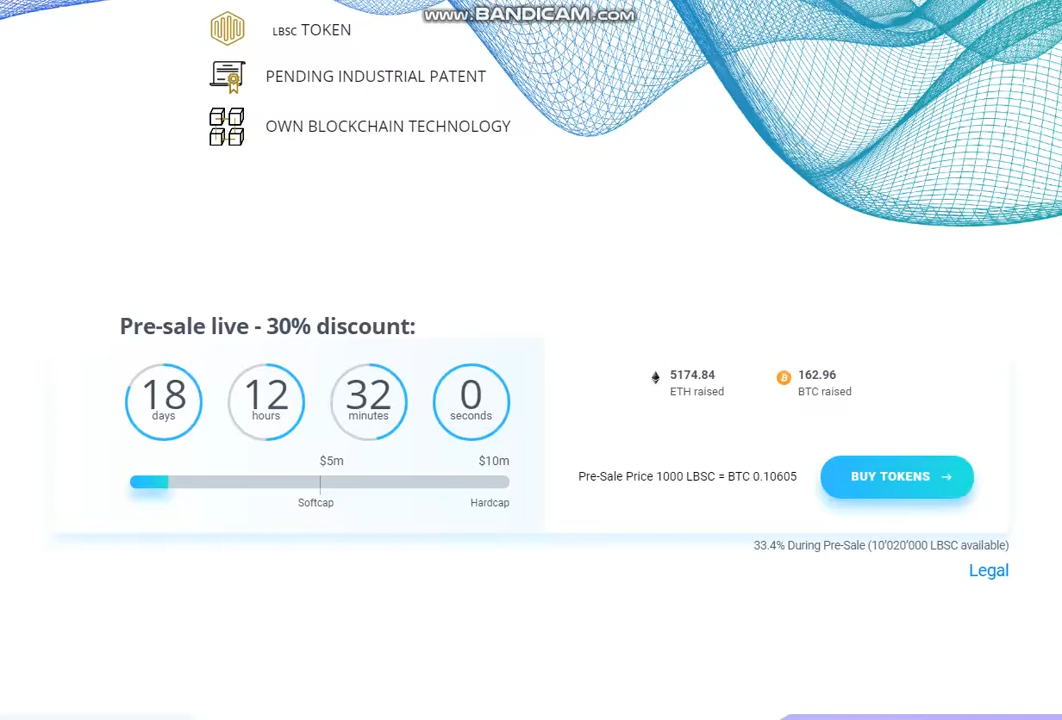 www.BANDICAM.com
LBSC TOKEN
PENDING INDUSTRIAL PATENT
OWN BLOCKCHAIN TECHNOLOGY
Pre-sale live - 30% discount:
18 12 32 0
days hours minutes seconds
$5m $10m
Softcap Hardcap
5174.84 162.96
ETH raised BTC raised
Pre-Sale Price 1000 LBSC = BTC 0.10605 BUY TOKENS →
33.4% During Pre-Sale (10'020'000 LBSC available)
Legal